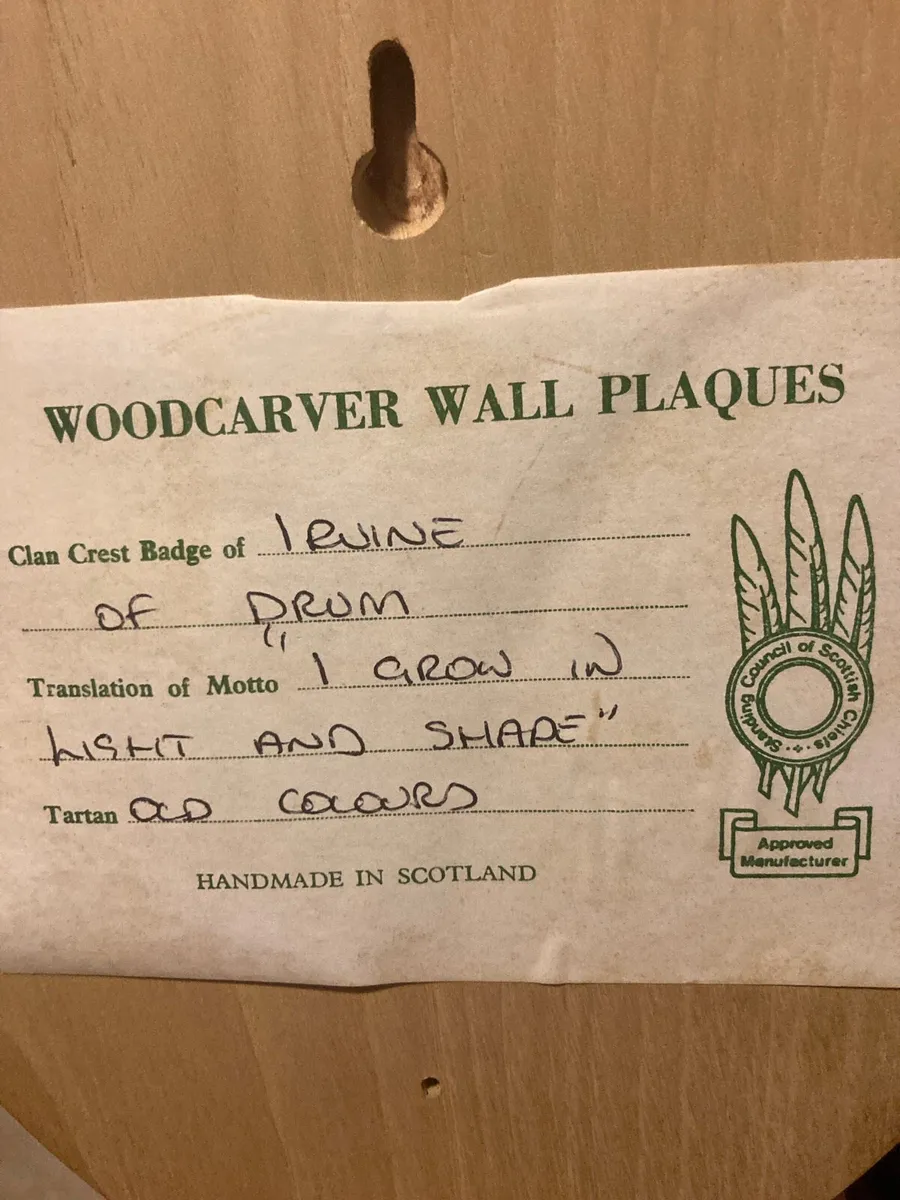 WOODCARVER WALL PLAQUES
Clan Crest Badge of IRVINE
OF DRUM
Translation of Motto "I GROW IN
LIGHT AND SHADE"
Tartan OLD COLOURS
HANDMADE IN SCOTLAND
Standing Council of Scottish Chiefs
Approved
Manufacturer